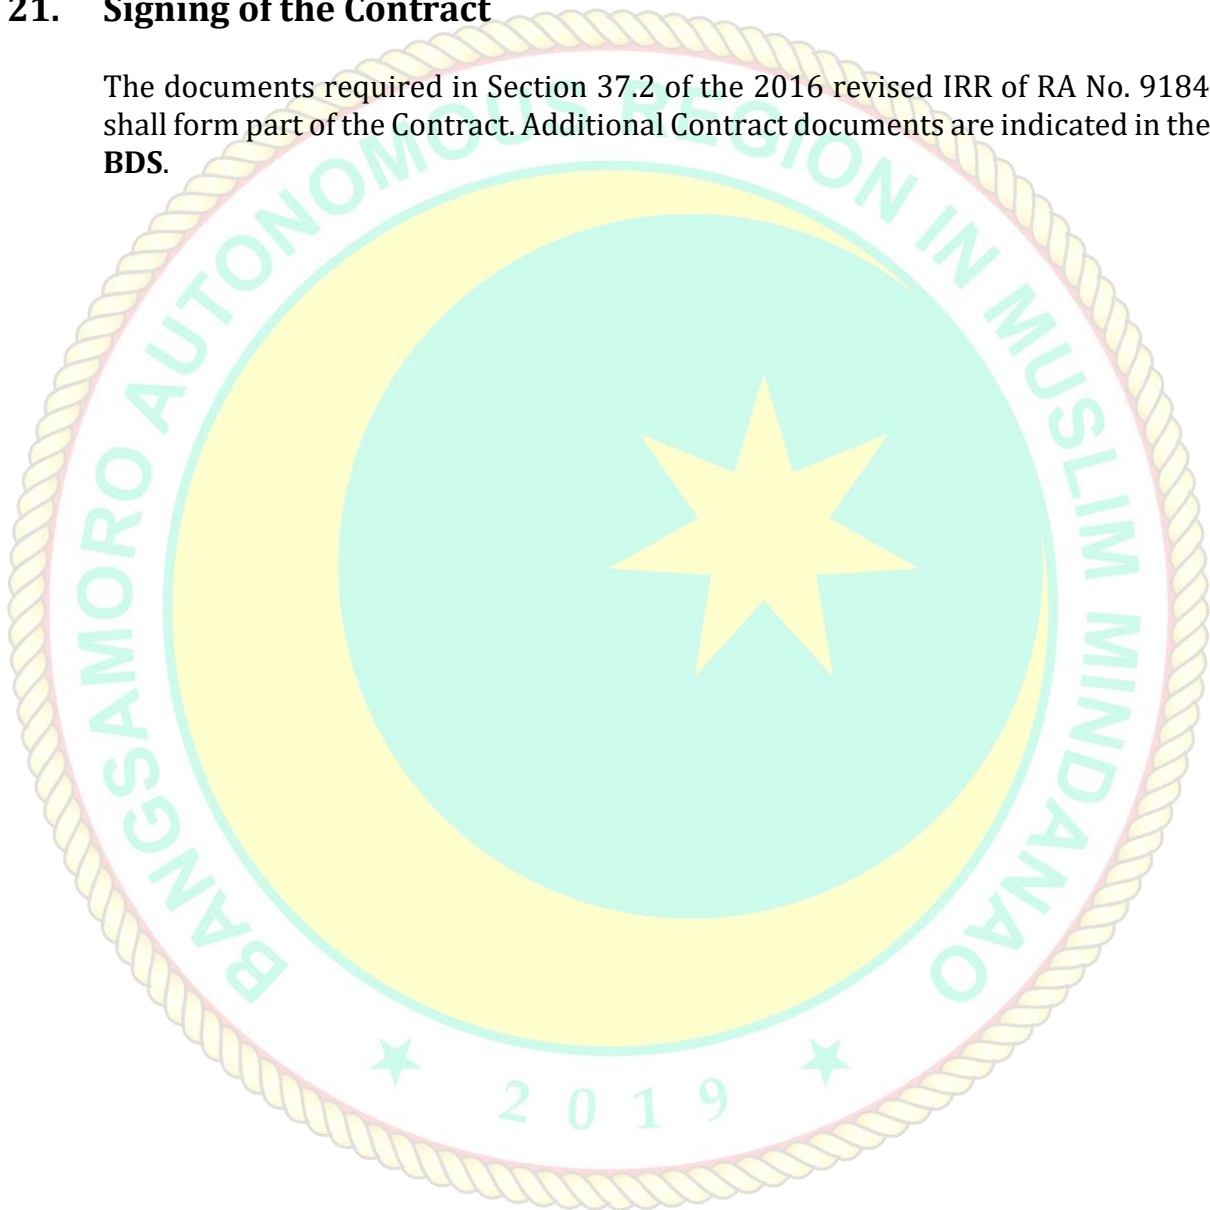 21. Signing of the Contract
The documents required in Section 37.2 of the 2016 revised IRR of RA No. 9184
shall form part of the Contract. Additional Contract documents are indicated in the
BDS.
BANGSAMORO AUTONOMOUS REGION IN MUSLIM MINDANAO
2019